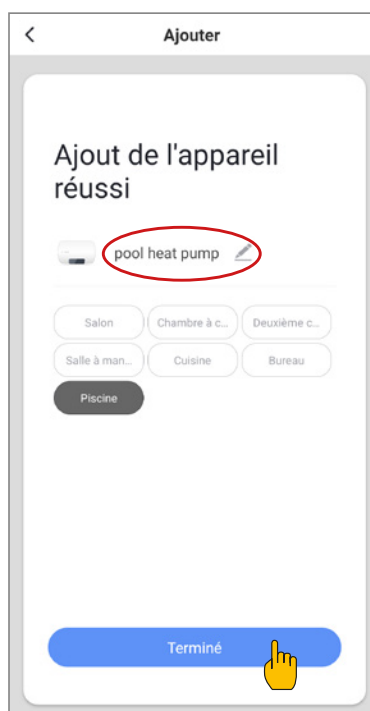 Ajouter
Ajout de l'appareil
réussi
pool heat pump
Salon Chambre à c... Deuxième c...
Salle à man... Cuisine Bureau
Piscine
Terminé